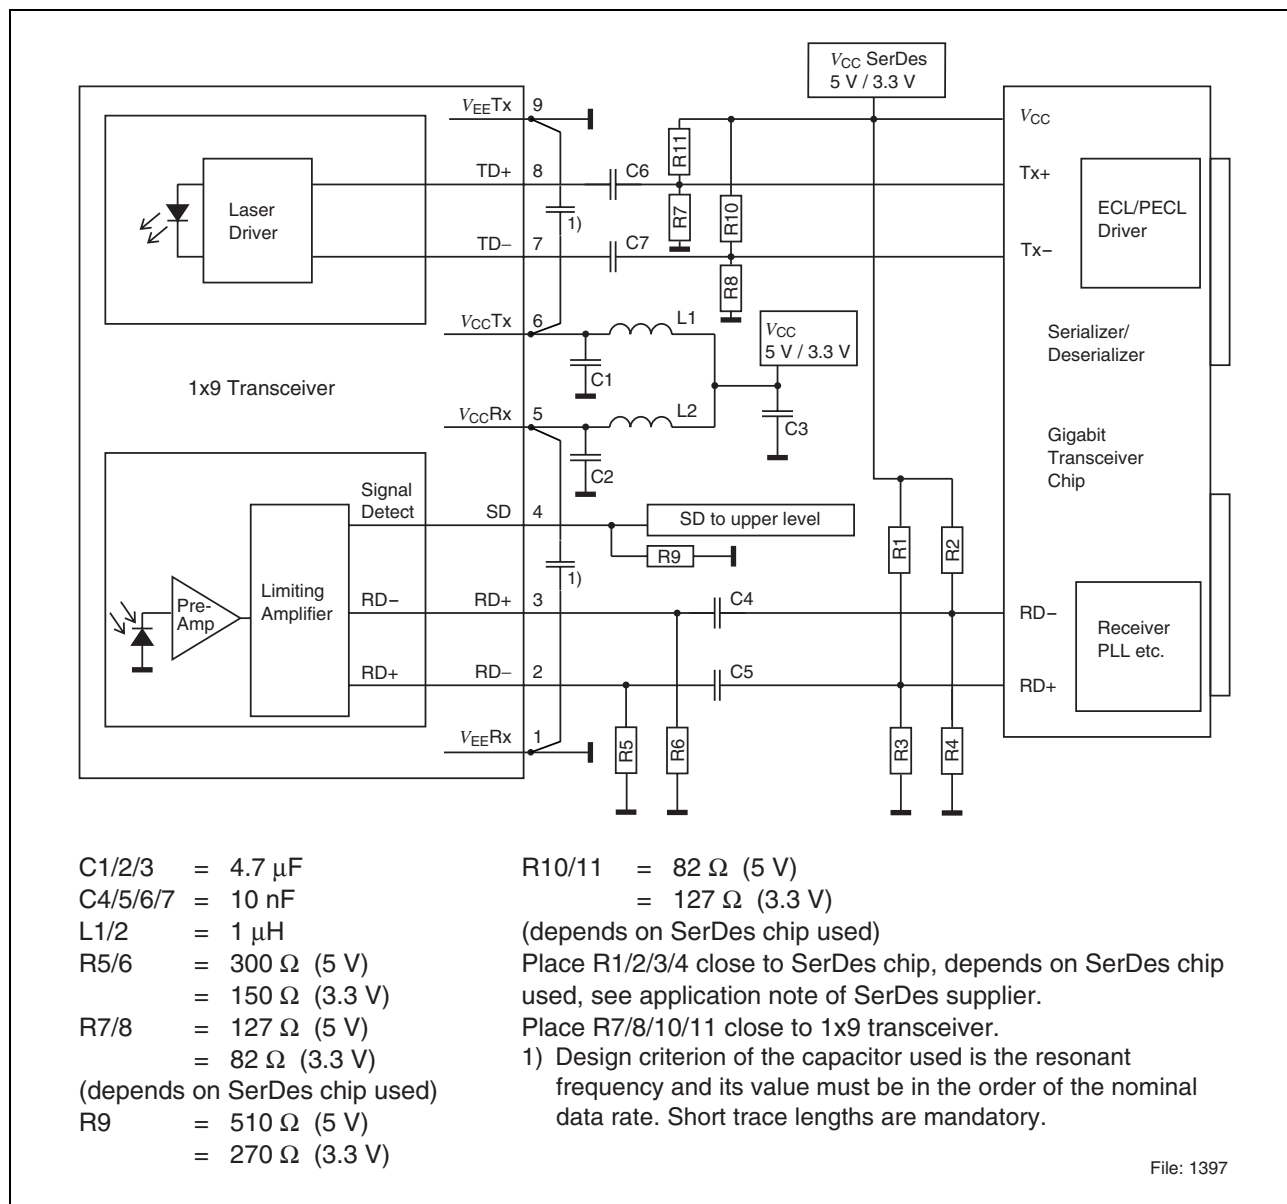 V_CC SerDes
5 V / 3.3 V
V_EE Tx 9
V_CC
R11
TD+ 8 C6
Tx+
Laser
Driver
1)
R7
R10
ECL/PECL
Driver
TD− 7 C7
Tx−
R8
V_CC Tx 6 L1
V_CC
5 V / 3.3 V
Serializer/
Deserializer
C1
1x9 Transceiver
V_CC Rx 5 L2
C3
C2
Gigabit
Transceiver
Chip
Signal
Detect
SD 4
SD to upper level
R9
R1
R2
1)
Pre-
Amp
Limiting
Amplifier
RD− RD+ 3 C4
RD−
Receiver
PLL etc.
RD+ RD− 2 C5
RD+
V_EE Rx 1
R5
R6
R3
R4
C1/2/3 = 4.7 µF
C4/5/6/7 = 10 nF
L1/2 = 1 µH
R5/6 = 300 Ω (5 V)
= 150 Ω (3.3 V)
R7/8 = 127 Ω (5 V)
= 82 Ω (3.3 V)
(depends on SerDes chip used)
R9 = 510 Ω (5 V)
= 270 Ω (3.3 V)
R10/11 = 82 Ω (5 V)
= 127 Ω (3.3 V)
(depends on SerDes chip used)
Place R1/2/3/4 close to SerDes chip, depends on SerDes chip
used, see application note of SerDes supplier.
Place R7/8/10/11 close to 1x9 transceiver.
1) Design criterion of the capacitor used is the resonant
frequency and its value must be in the order of the nominal
data rate. Short trace lengths are mandatory.
File: 1397